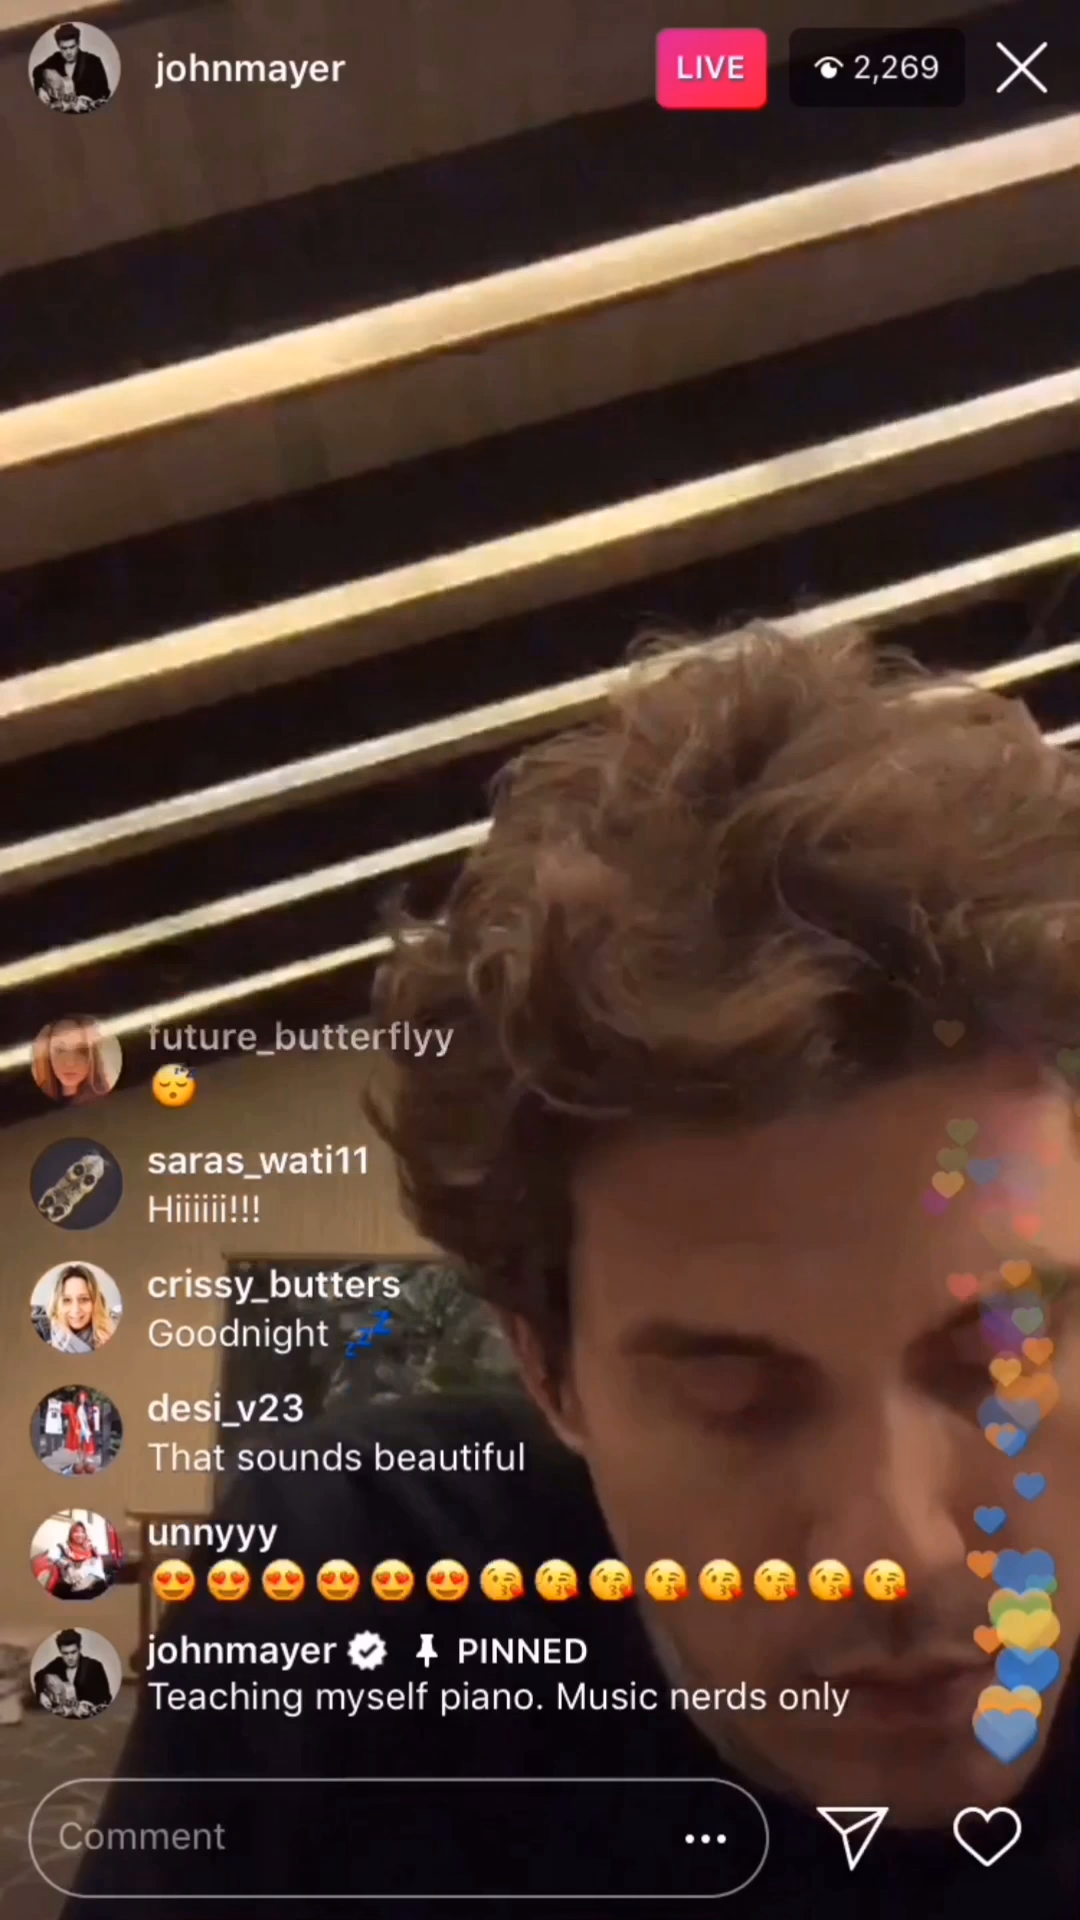 johnmayer
LIVE
2,269
future_butterflyy
😴
saras_wati11
Hiiiiii!!!
crissy_butters
Goodnight 💤
desi_v23
That sounds beautiful
unnyyy
😍😍😍😍😍😍😘😘😘😘😘😘😘😘
johnmayer PINNED
Teaching myself piano. Music nerds only
Comment